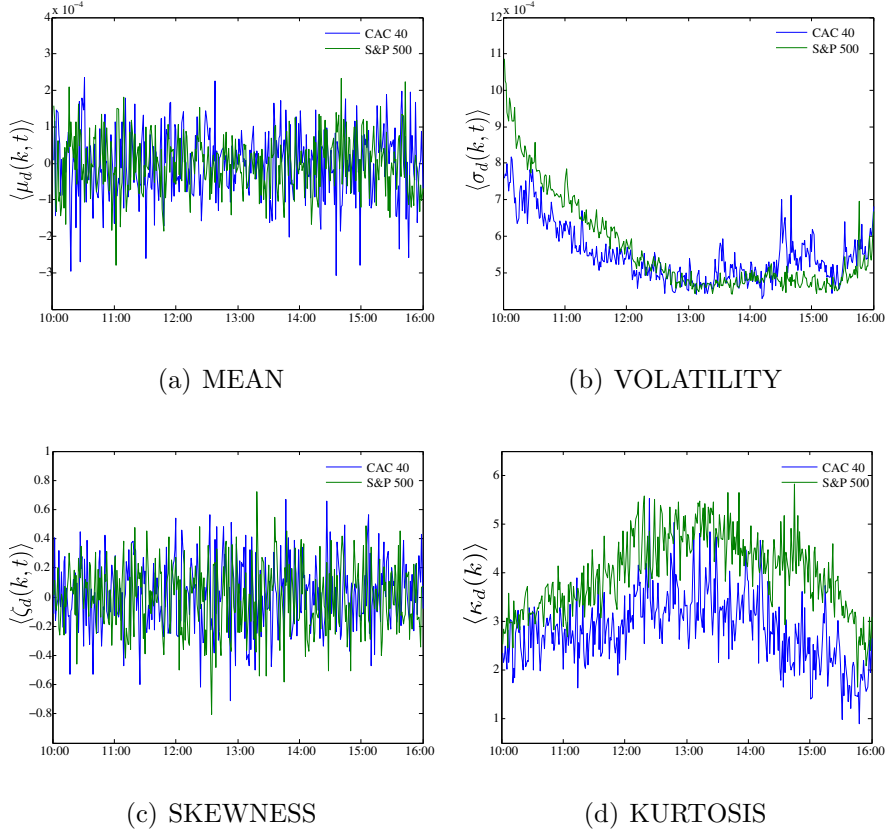 x 10⁻⁴
4
3
2
1
0
−1
−2
−3
⟨μ_d(k, t)⟩
CAC 40
S&P 500
10:00 11:00 12:00 13:00 14:00 15:00 16:00
(a) MEAN
x 10⁻⁴
12
11
10
9
8
7
6
5
⟨σ_d(k, t)⟩
CAC 40
S&P 500
10:00 11:00 12:00 13:00 14:00 15:00 16:00
(b) VOLATILITY
1
0.8
0.6
0.4
0.2
0
−0.2
−0.4
−0.6
−0.8
⟨ζ_d(k, t)⟩
CAC 40
S&P 500
10:00 11:00 12:00 13:00 14:00 15:00 16:00
(c) SKEWNESS
6
5
4
3
2
1
⟨κ_d(k)⟩
CAC 40
S&P 500
10:00 11:00 12:00 13:00 14:00 15:00 16:00
(d) KURTOSIS